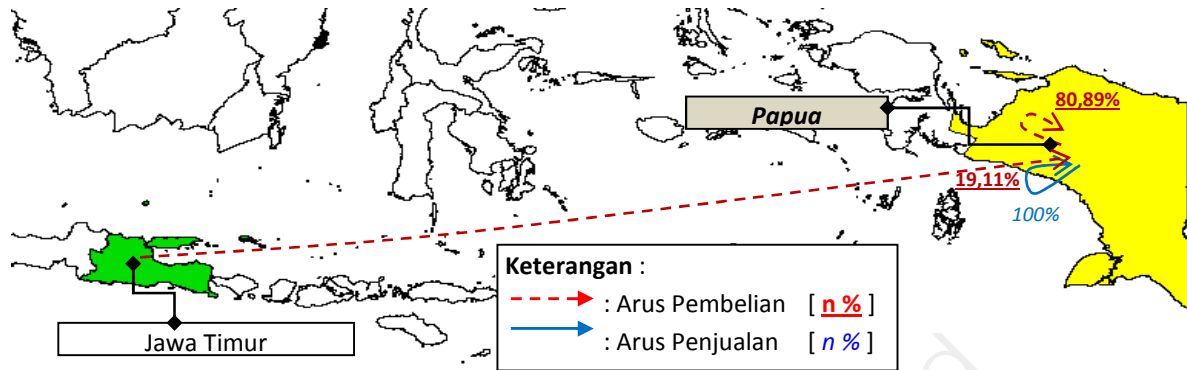 80,89%
Papua
19,11%
100%
Keterangan :
: Arus Pembelian [ n % ]
: Arus Penjualan [ n % ]
Jawa Timur